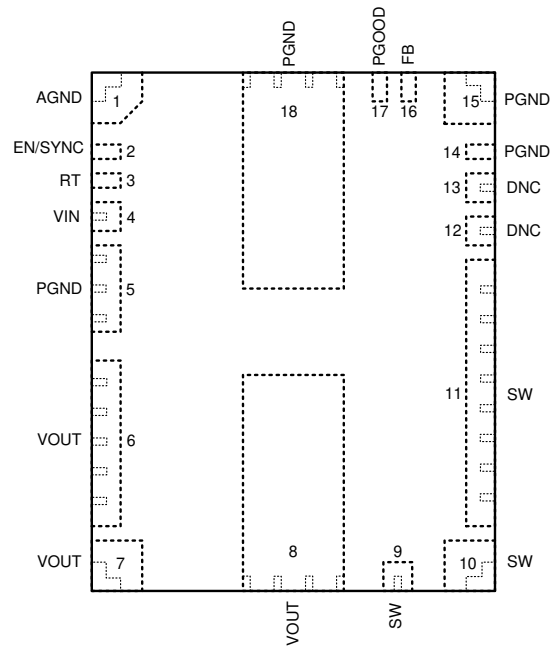 PGND
PGOOD
FB
AGND 1 18 17 16 15 PGND
EN/SYNC 2 14 PGND
RT 3 13 DNC
VIN 4 12 DNC
PGND 5
11 SW
VOUT 6
VOUT 7 8 9 10 SW
VOUT
SW